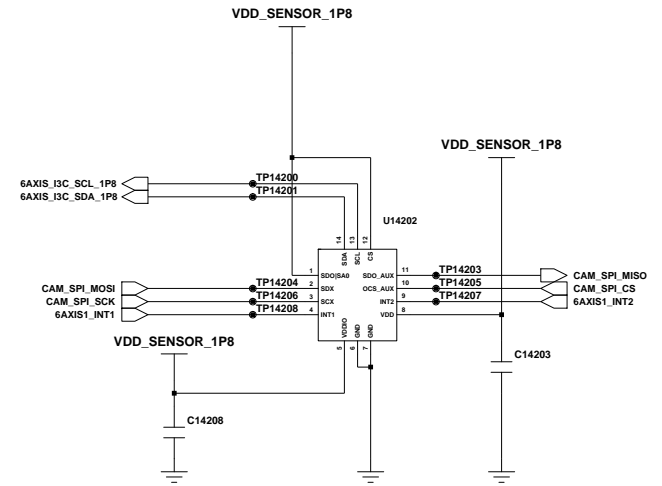 VDD_SENSOR_1P8
VDD_SENSOR_1P8
6AXIS_I3C_SCL_1P8
TP14200
6AXIS_I3C_SDA_1P8
TP14201
U14202
14
13
12
SDA
SCL
CS
1
SDO|SA0
SDO_AUX
11
TP14203
CAM_SPI_MISO
CAM_SPI_MOSI
TP14204
2
SDX
OCS_AUX
10
TP14205
CAM_SPI_CS
CAM_SPI_SCK
TP14206
3
SCX
INT2
9
TP14207
6AXIS1_INT2
6AXIS1_INT1
TP14208
4
INT1
VDD
8
VDDIO
GND
GND
5
6
7
VDD_SENSOR_1P8
C14203
C14208